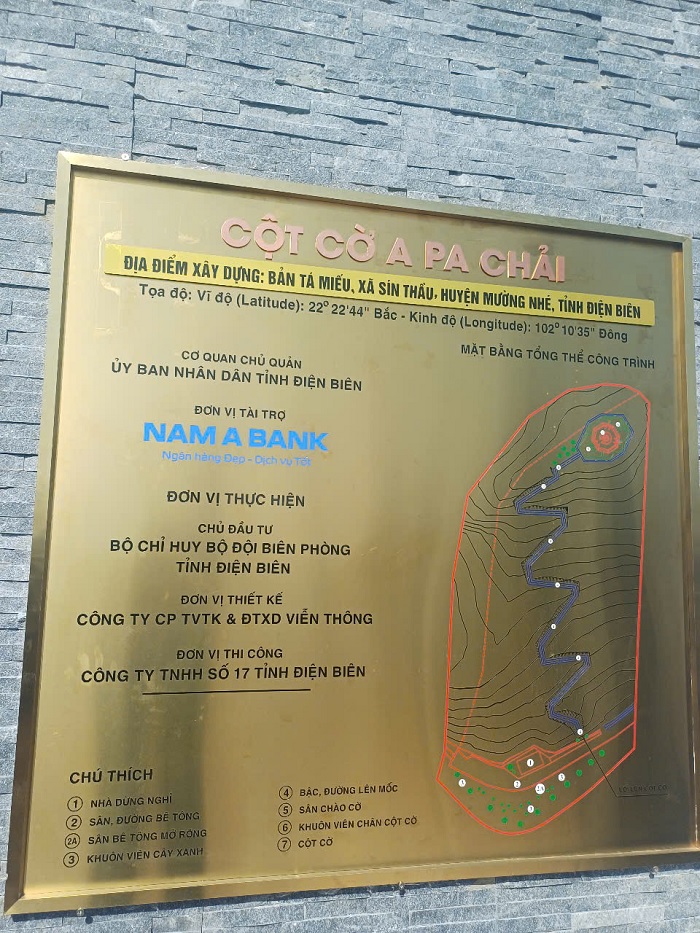 CỘT CỜ A PA CHẢI
ĐỊA ĐIỂM XÂY DỰNG: BẢN TÁ MIẾU, XÃ SÍN THẦU, HUYỆN MƯỜNG NHÉ, TỈNH ĐIỆN BIÊN
Tọa độ: Vĩ độ (Latitude): 22° 22'44" Bắc - Kinh độ (Longitude): 102° 10'35" Đông
CƠ QUAN CHỦ QUẢN
ỦY BAN NHÂN DÂN TỈNH ĐIỆN BIÊN
ĐƠN VỊ TÀI TRỢ
NAM A BANK
Ngân hàng Đẹp - Dịch vụ Tốt
ĐƠN VỊ THỰC HIỆN
CHỦ ĐẦU TƯ
BỘ CHỈ HUY BỘ ĐỘI BIÊN PHÒNG
TỈNH ĐIỆN BIÊN
ĐƠN VỊ THIẾT KẾ
CÔNG TY CP TVTK & ĐTXD VIỄN THÔNG
ĐƠN VỊ THI CÔNG
CÔNG TY TNHH SỐ 17 TỈNH ĐIỆN BIÊN
MẶT BẰNG TỔNG THỂ CÔNG TRÌNH
CHÚ THÍCH
1 NHÀ DỪNG NGHỈ
2 SÂN, ĐƯỜNG BÊ TÔNG
2A SÂN BÊ TÔNG MỞ RỘNG
3 KHUÔN VIÊN CÂY XANH
4 BẬC, ĐƯỜNG LÊN MỐC
5 SÂN CHÀO CỜ
6 KHUÔN VIÊN CHÂN CỘT CỜ
7 CỘT CỜ